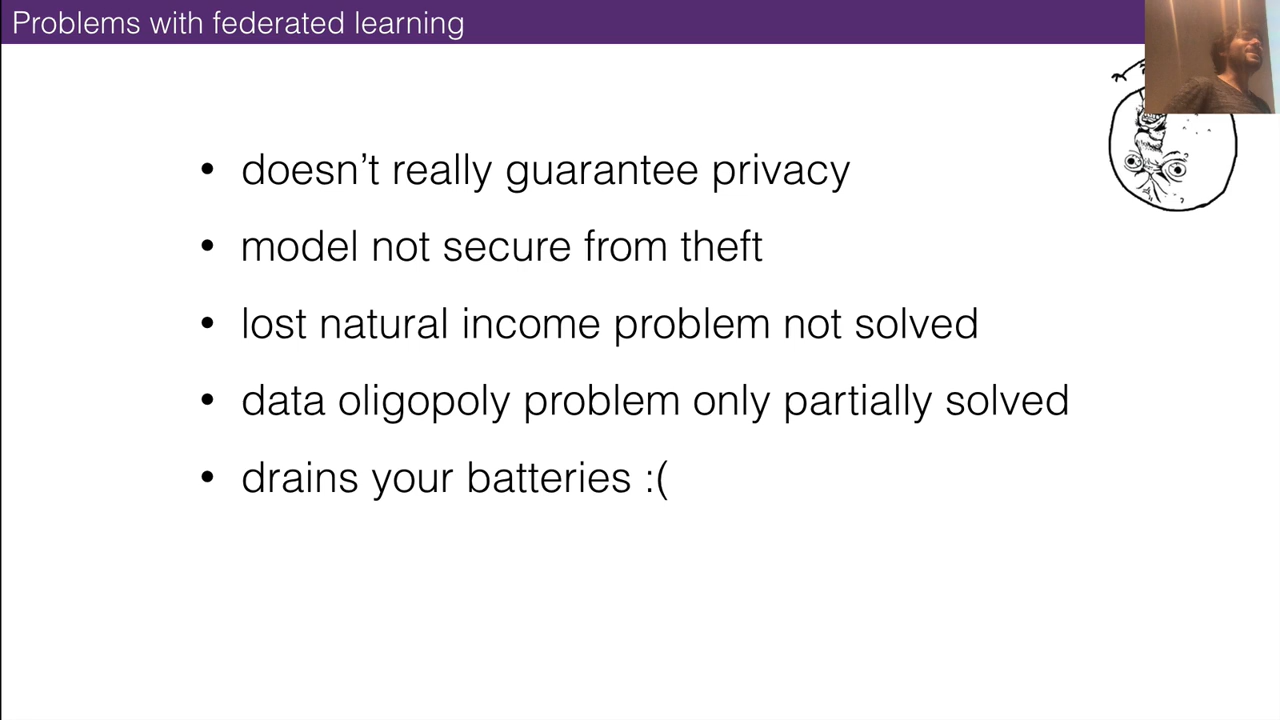 Problems with federated learning
• doesn’t really guarantee privacy
• model not secure from theft
• lost natural income problem not solved
• data oligopoly problem only partially solved
• drains your batteries :(